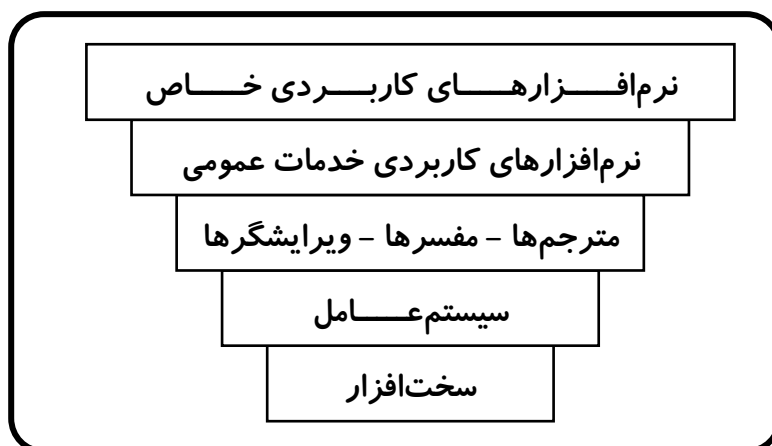 نرم‌افزارهای کاربردی خاص
نرم‌افزارهای کاربردی خدمات عمومی
مترجم‌ها – مفسرها – ویرایشگرها
سیستم‌عامل
سخت‌افزار